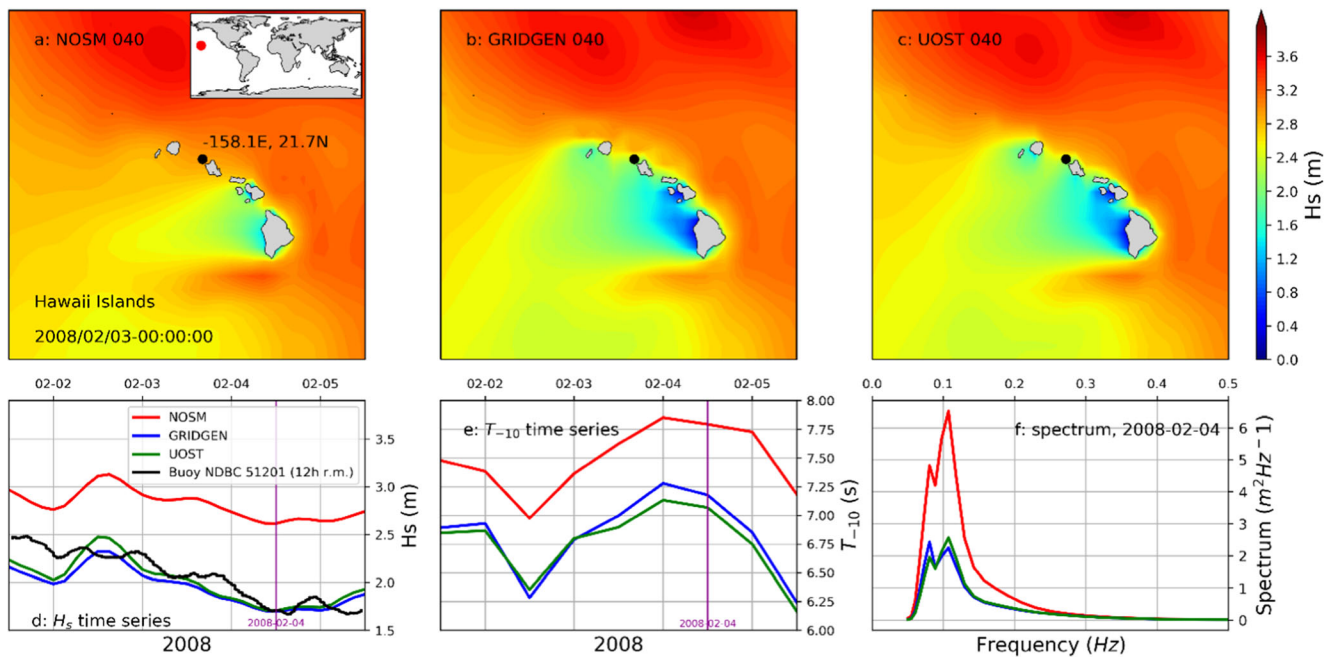 a: NOSM 040
b: GRIDGEN 040
c: UOST 040
-158.1E, 21.7N
Hawaii Islands
2008/02/03-00:00:00
3.6
3.2
2.8
2.4
2.0
1.6
1.2
0.8
0.4
0.0
Hs (m)
02-02 02-03 02-04 02-05
NOSM
GRIDGEN
UOST
Buoy NDBC 51201 (12h r.m.)
3.5
3.0
2.5
2.0
1.5
Hs (m)
d: Hs time series
2008-02-04
2008
02-02 02-03 02-04 02-05
e: T−10 time series
8.00
7.75
7.50
7.25
7.00
6.75
6.50
6.25
6.00
T−10 (s)
2008-02-04
2008
0.0 0.1 0.2 0.3 0.4 0.5
f: spectrum, 2008-02-04
6
5
4
3
2
1
0
Spectrum (m²Hz−1)
Frequency (Hz)